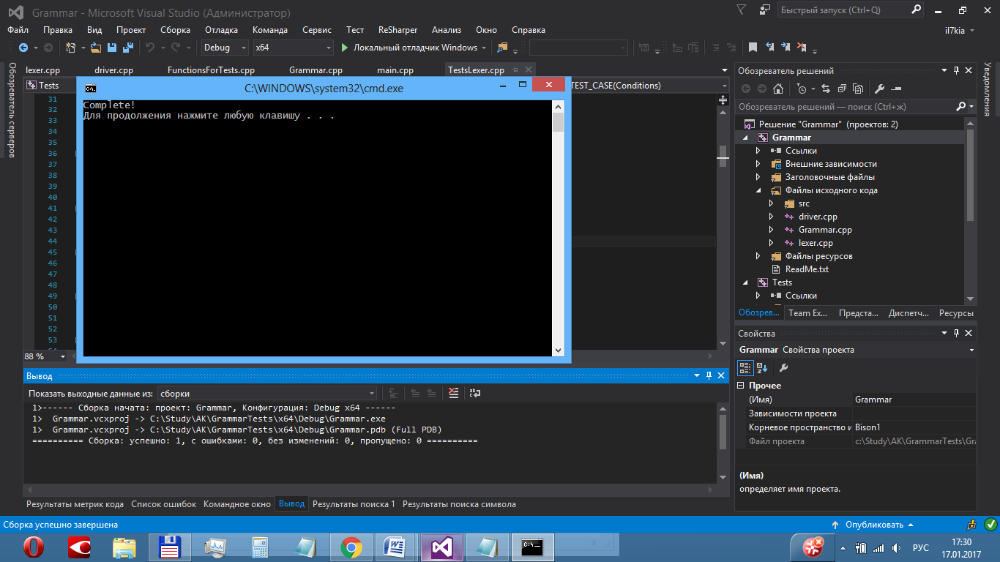 Grammar - Microsoft Visual Studio (Администратор)
Быстрый запуск (Ctrl+Q)
Файл Правка Вид Проект Сборка Отладка Команда Сервис Тест ReSharper Анализ Окно Справка
il7kia
Debug x64 Локальный отладчик Windows
Обозреватель серверов
lexer.cpp driver.cpp FunctionsForTests.cpp Grammar.cpp main.cpp TestsLexer.cpp
Tests
TEST_CASE(Conditions)
C:\WINDOWS\system32\cmd.exe
Complete!
Для продолжения нажмите любую клавишу . . .
31
32
33
34
35
36
37
38
39
40
41
42
43
44
45
46
47
48
49
50
51
52
53
88 %
Обозреватель решений
Обозреватель решений — поиск (Ctrl+ж)
Решение "Grammar" (проектов: 2)
Grammar
Ссылки
Внешние зависимости
Заголовочные файлы
Файлы исходного кода
src
driver.cpp
Grammar.cpp
lexer.cpp
Файлы ресурсов
ReadMe.txt
Tests
Ссылки
Обозрев... Team Ex... Предста... Диспетч... Ресурсы
Уведомления
Свойства
Grammar Свойства проекта
Прочее
(Имя) Grammar
Зависимости проекта
Корневое пространство и Bison1
Файл проекта c:\Study\AK\GrammarTests\Gra
(Имя)
определяет имя проекта.
Вывод
Показать выходные данные из: сборки
1>------ Сборка начата: проект: Grammar, Конфигурация: Debug x64 ------
1>  Grammar.vcxproj -> C:\Study\AK\GrammarTests\x64\Debug\Grammar.exe
1>  Grammar.vcxproj -> C:\Study\AK\GrammarTests\x64\Debug\Grammar.pdb (Full PDB)
========== Сборка: успешно: 1, с ошибками: 0, без изменений: 0, пропущено: 0 ==========
Результаты метрик кода Список ошибок Командное окно Вывод Результаты поиска 1 Результаты поиска символа
Сборка успешно завершена
Опубликовать
РУС
17:30
17.01.2017